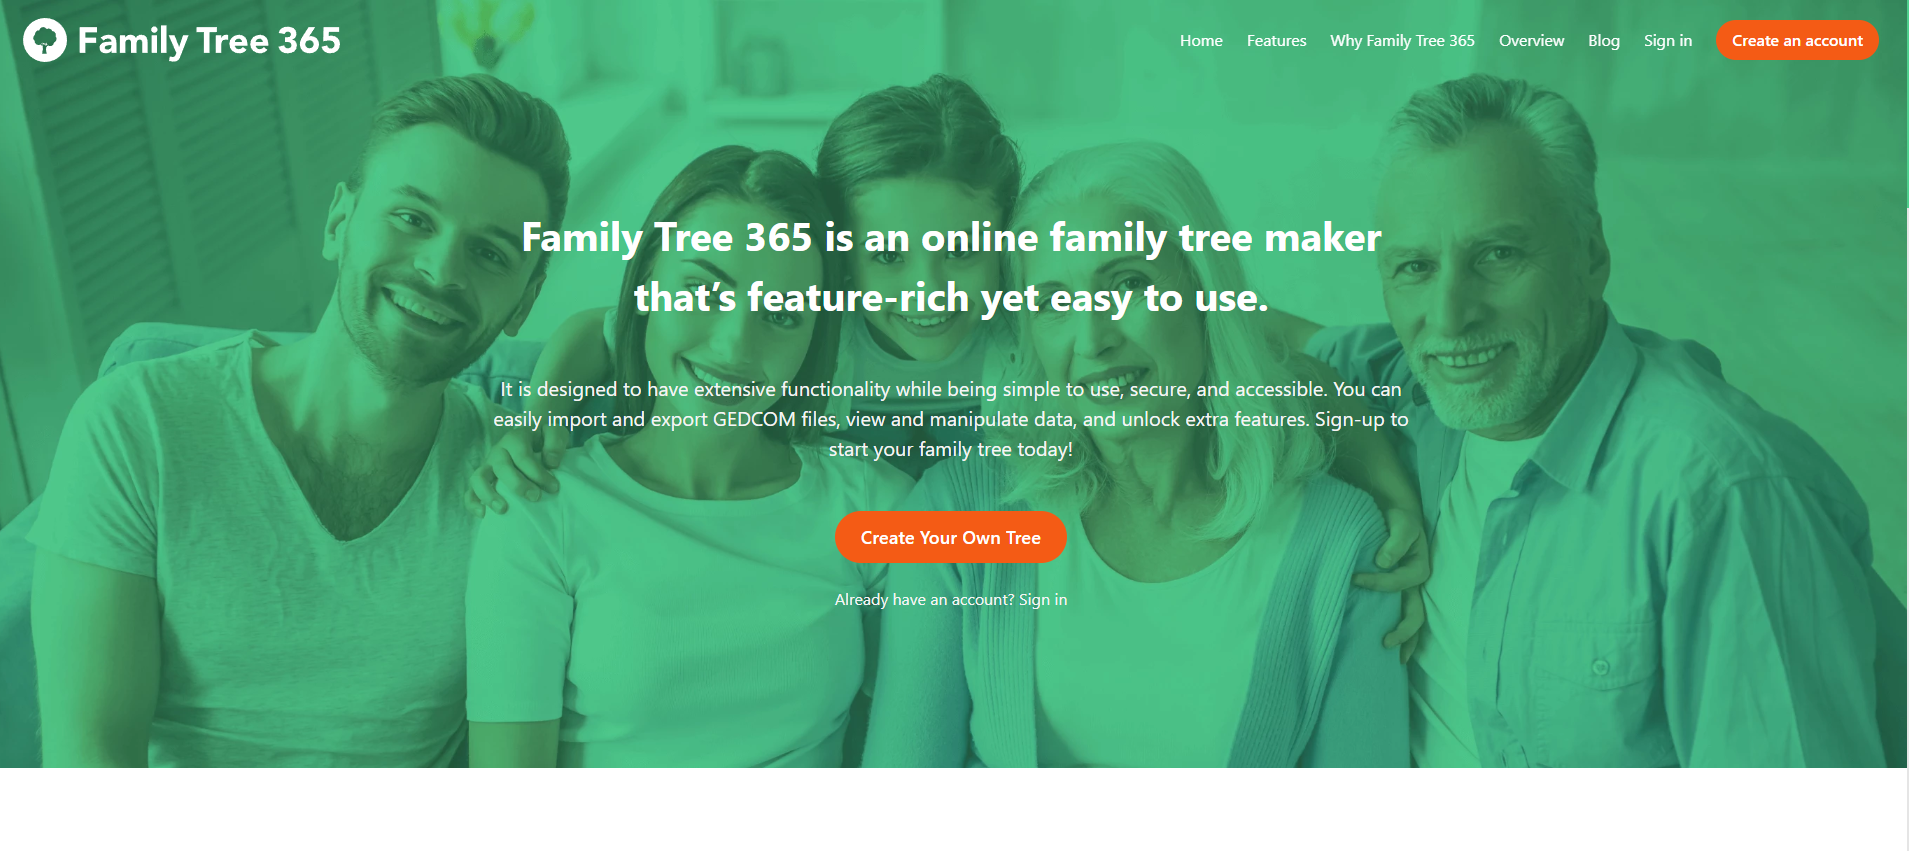 Family Tree 365
Home Features Why Family Tree 365 Overview Blog Sign in Create an account
Family Tree 365 is an online family tree maker
that’s feature-rich yet easy to use.
It is designed to have extensive functionality while being simple to use, secure, and accessible. You can
easily import and export GEDCOM files, view and manipulate data, and unlock extra features. Sign-up to
start your family tree today!
Create Your Own Tree
Already have an account? Sign in